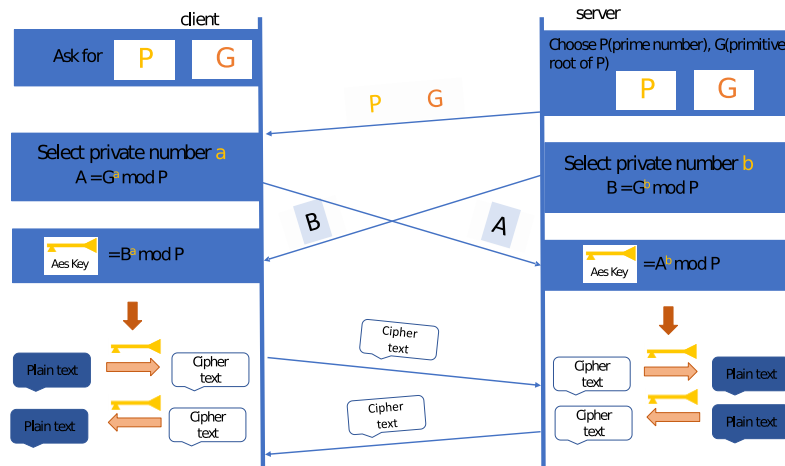 client
server
Ask for
P
G
Choose P(prime number), G(primitive
root of P)
P
G
P
G
Select private number a
A =Gᵃ mod P
Select private number b
B =Gᵇ mod P
B
A
Aes Key
=Bᵃ mod P
Aes Key
=Aᵇ mod P
Cipher
text
Plain text
Cipher
text
Cipher
text
Plain text
Plain text
Cipher
text
Cipher
text
Cipher
text
Plain text